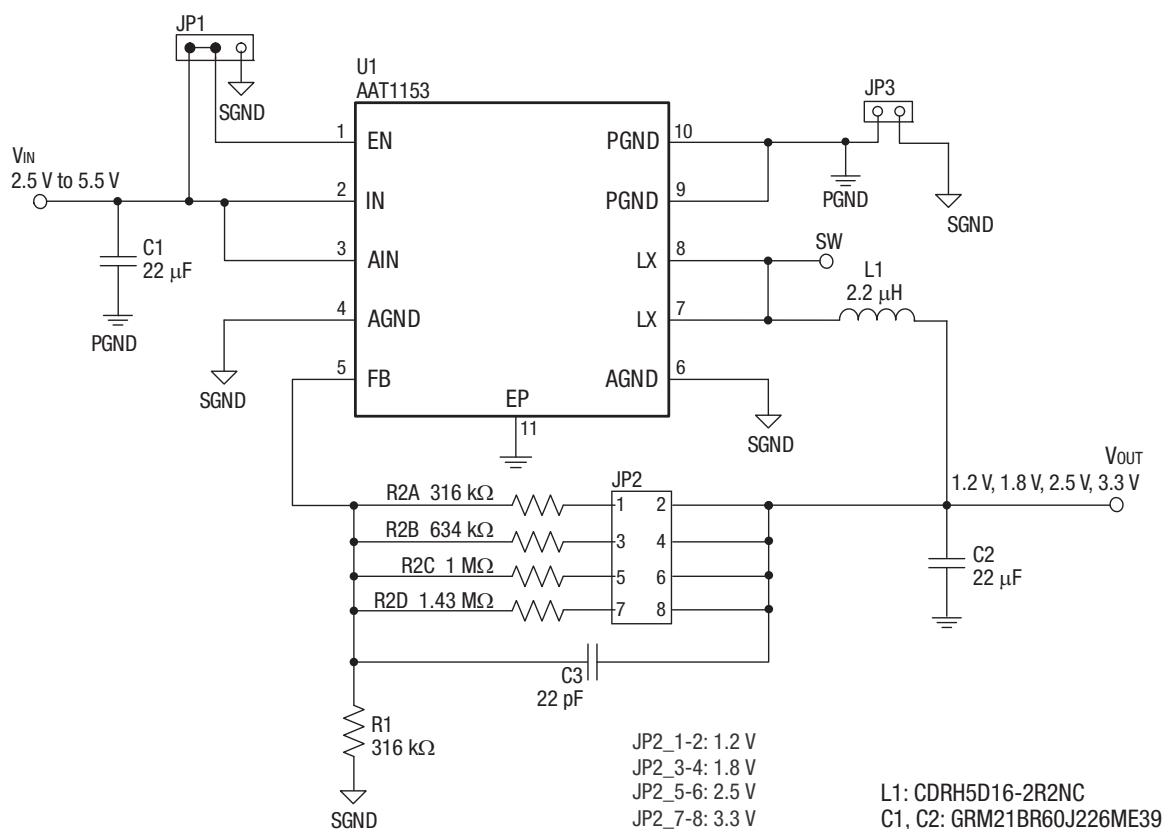 JP1
SGND
U1
AAT1153
JP3
VIN
2.5 V to 5.5 V
1 EN
2 IN
3 AIN
4 AGND
5 FB
PGND 10
PGND 9
LX 8
LX 7
AGND 6
EP
11
PGND
SGND
SW
L1
2.2 μH
C1
22 μF
PGND
SGND
SGND
VOUT
1.2 V, 1.8 V, 2.5 V, 3.3 V
JP2
R2A 316 kΩ
R2B 634 kΩ
R2C 1 MΩ
R2D 1.43 MΩ
1 2
3 4
5 6
7 8
C2
22 μF
C3
22 pF
R1
316 kΩ
SGND
JP2_1-2: 1.2 V
JP2_3-4: 1.8 V
JP2_5-6: 2.5 V
JP2_7-8: 3.3 V
L1: CDRH5D16-2R2NC
C1, C2: GRM21BR60J226ME39